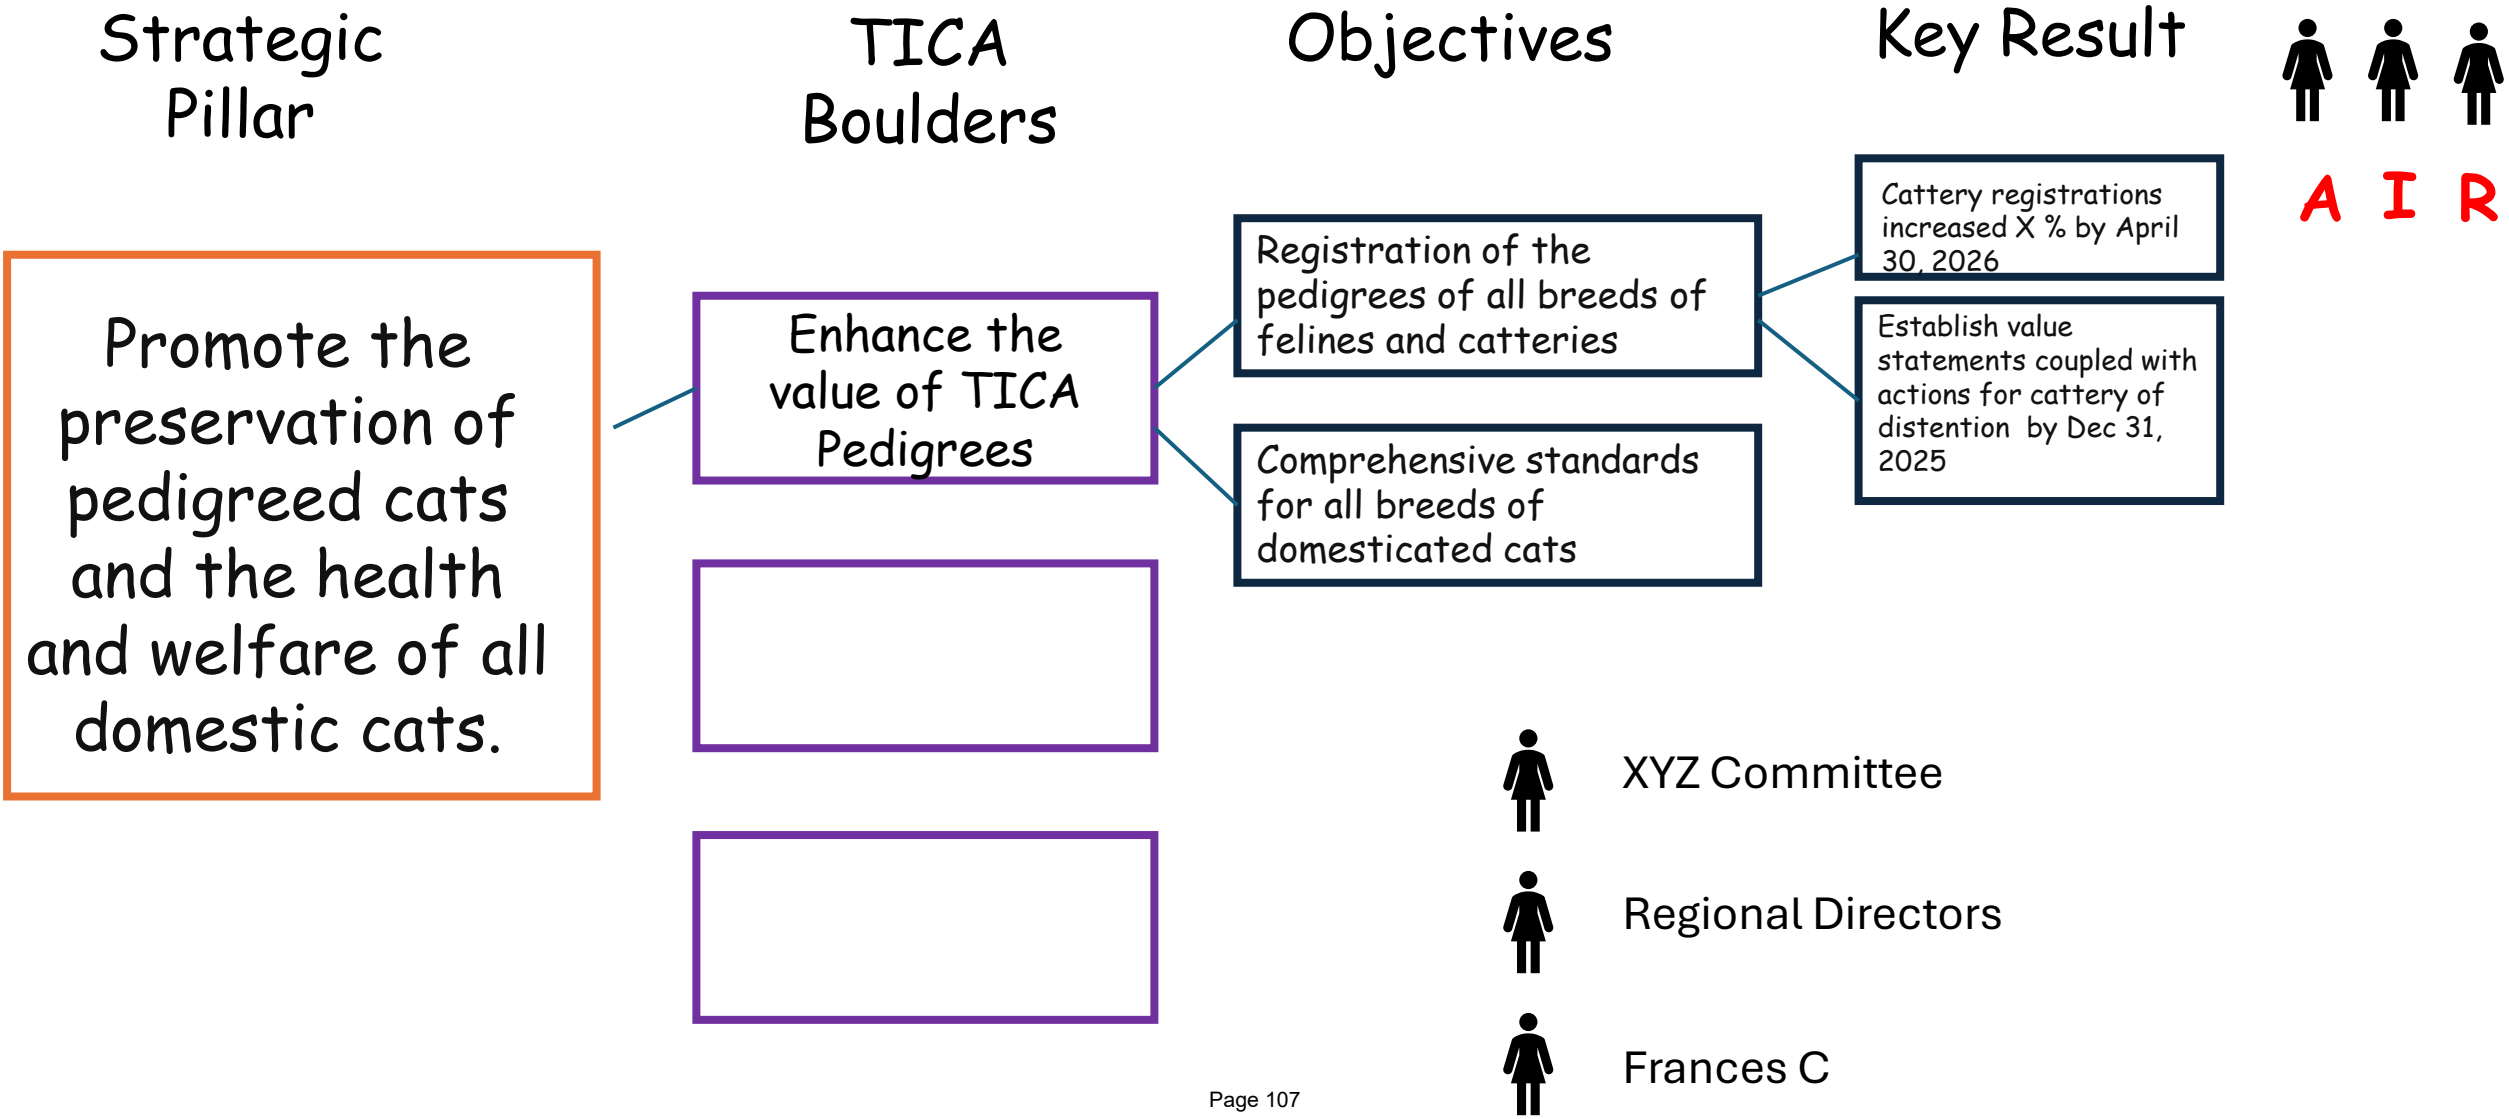 Strategic
Pillar
TICA
Boulders
Objectives
Key Result
A I R
Promote the
preservation of
pedigreed cats
and the health
and welfare of all
domestic cats.
Enhance the
value of TICA
Pedigrees
Registration of the
pedigrees of all breeds of
felines and catteries
Comprehensive standards
for all breeds of
domesticated cats
Cattery registrations
increased X % by April
30, 2026
Establish value
statements coupled with
actions for cattery of
distention by Dec 31,
2025
XYZ Committee
Regional Directors
Frances C
Page 107